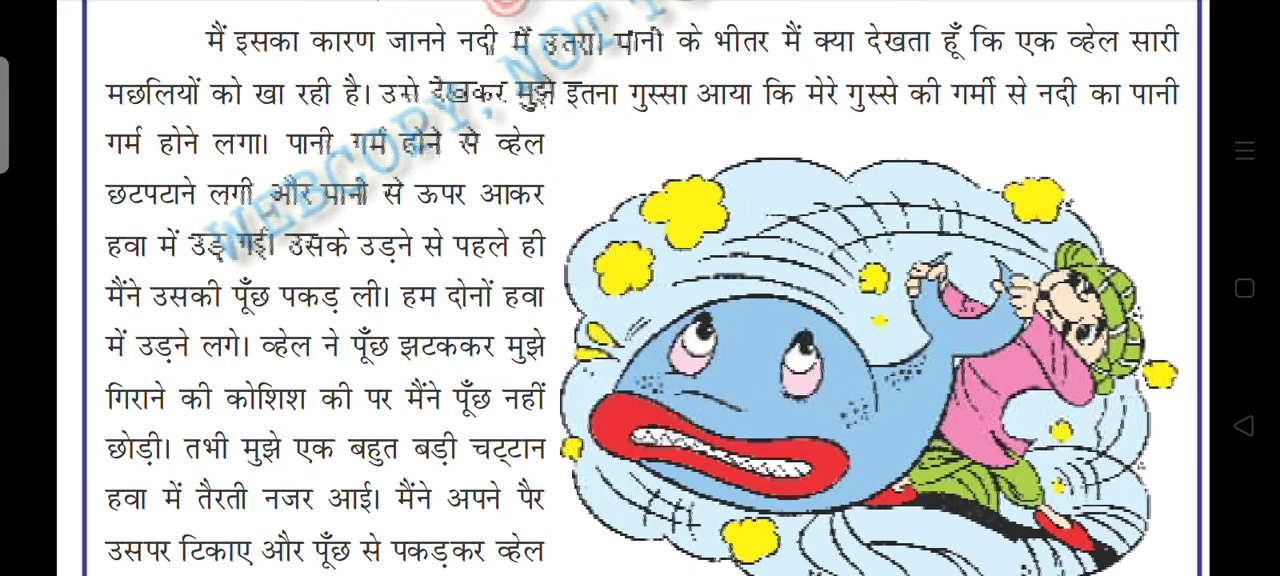 मैं इसका कारण जानने नदी में उतरा। पानी के भीतर मैं क्या देखता हूँ कि एक व्हेल सारी
मछलियों को खा रही है। उसे देखकर मुझे इतना गुस्सा आया कि मेरे गुस्से की गर्मी से नदी का पानी
गर्म होने लगा। पानी गर्म होने से व्हेल
छटपटाने लगी और पानी से ऊपर आकर
हवा में उड़ गई। उसके उड़ने से पहले ही
मैंने उसकी पूँछ पकड़ ली। हम दोनों हवा
में उड़ने लगे। व्हेल ने पूँछ झटककर मुझे
गिराने की कोशिश की पर मैंने पूँछ नहीं
छोड़ी। तभी मुझे एक बहुत बड़ी चट्टान
हवा में तैरती नजर आई। मैंने अपने पैर
उसपर टिकाए और पूँछ से पकड़कर व्हेल
WEBCOPY, NOT